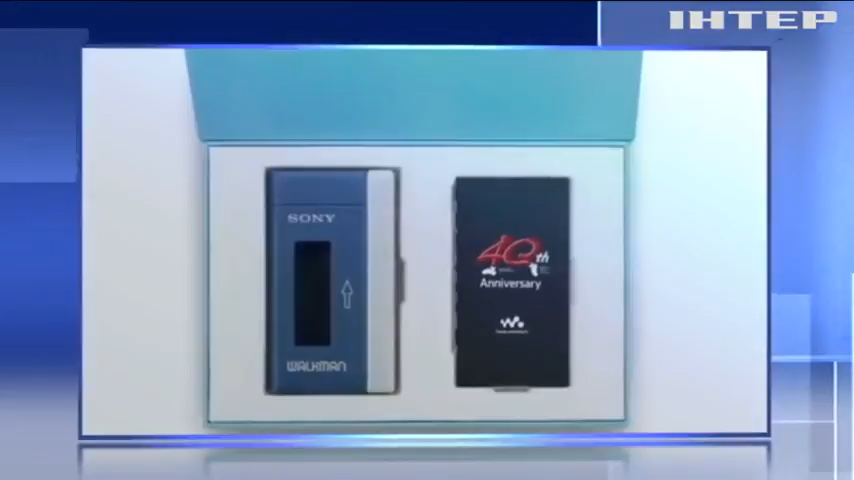 ІНТЕР
SONY
WALKMAN
40th
Anniversary